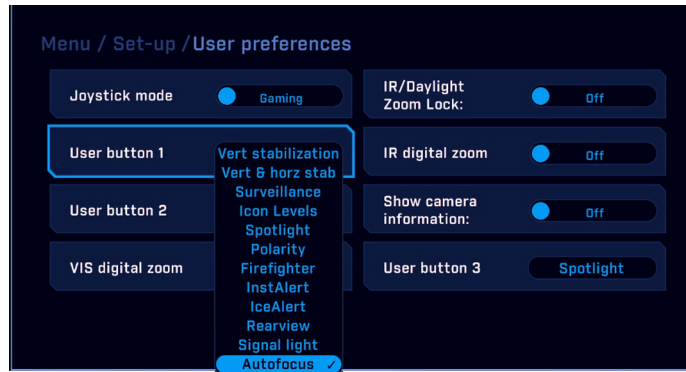 Menu / Set-up /User preferences
Joystick mode
Gaming
IR/Daylight
Zoom Lock:
Off
User button 1
Vert stabilization
Vert & horz stab
Surveillance
Icon Levels
Spotlight
Polarity
Firefighter
InstAlert
IceAlert
Rearview
Signal light
Autofocus ✓
IR digital zoom
Off
User button 2
Show camera
information:
Off
VIS digital zoom
User button 3
Spotlight